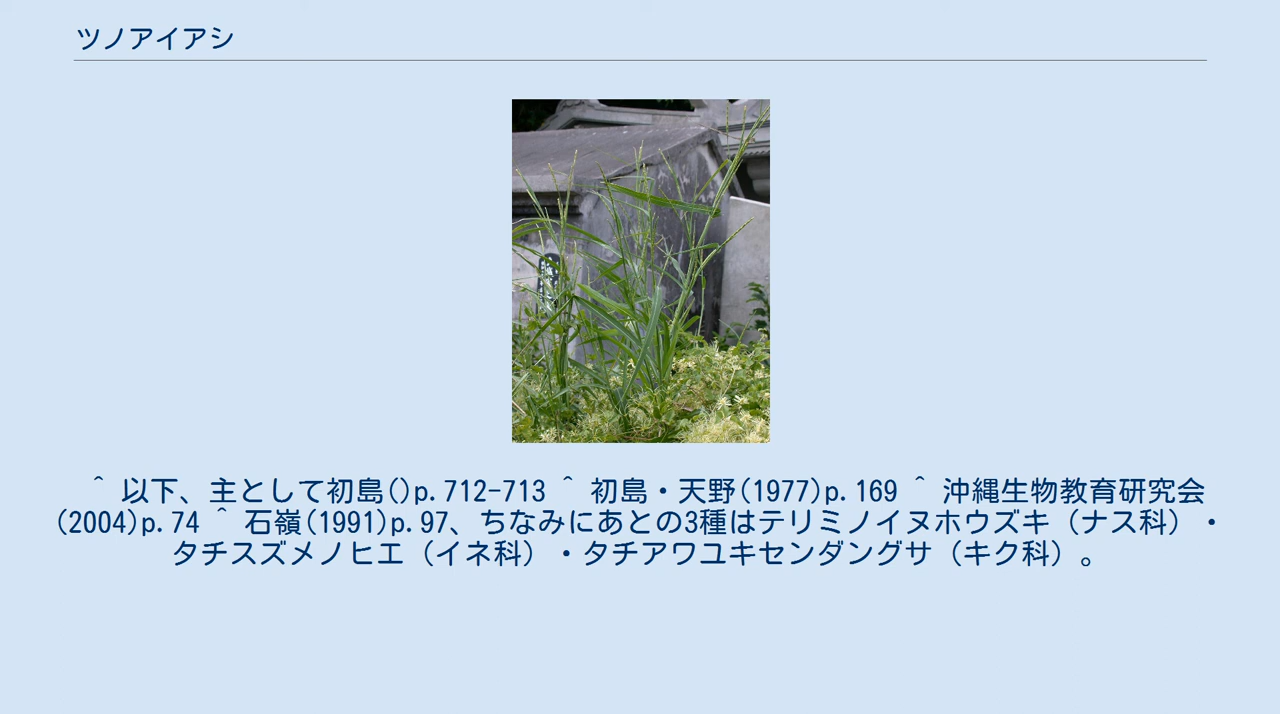 ツノアイアシ
^ 以下、主として初島()p.712-713 ^ 初島・天野(1977)p.169 ^ 沖縄生物教育研究会
(2004)p.74 ^ 石嶺(1991)p.97、ちなみにあとの3種はテリミノイヌホウズキ（ナス科）・
タチスズメノヒエ（イネ科）・タチアワユキセンダングサ（キク科）。